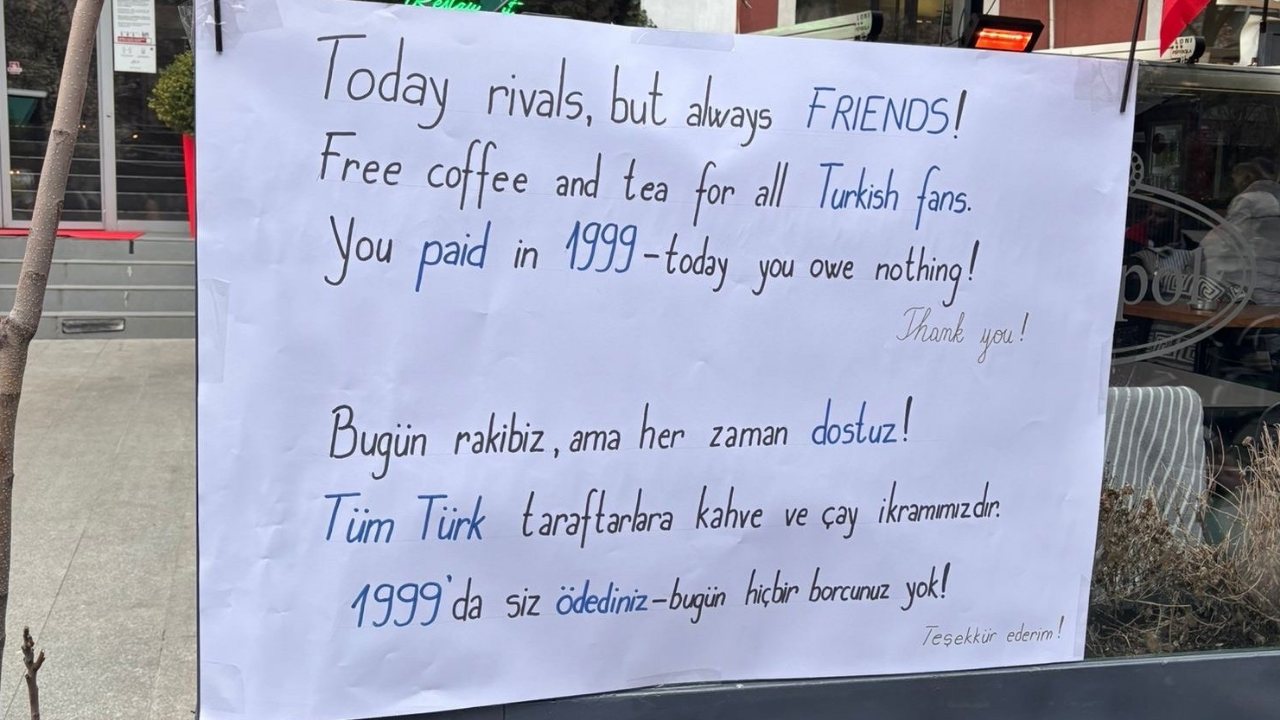 Today rivals, but always FRIENDS!
Free coffee and tea for all Turkish fans.
You paid in 1999-today you owe nothing!
Thank you!
Bugün rakibiz, ama her zaman dostuz!
Tüm Türk taraftarlara kahve ve çay ikramımızdır.
1999'da siz ödediniz-bugün hiçbir borcunuz yok!
Teşekkür ederim!